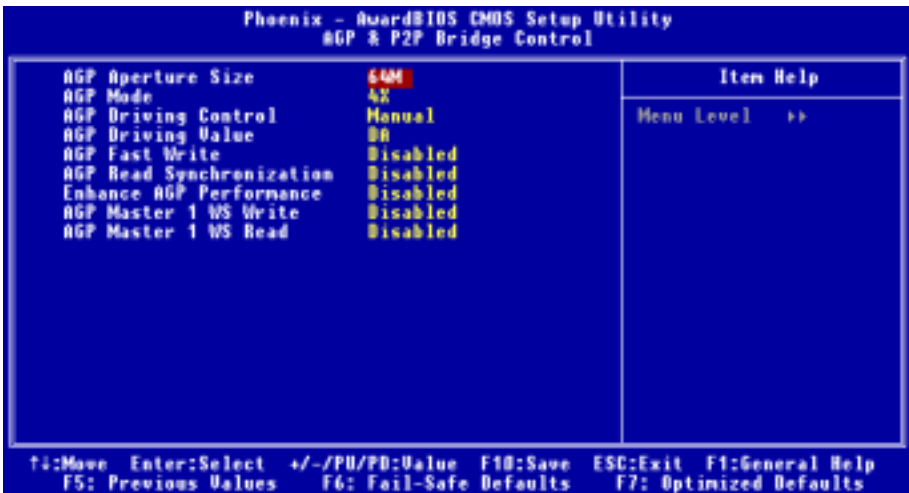 Phoenix - AwardBIOS CMOS Setup Utility
AGP & P2P Bridge Control
AGP Aperture Size 64M
AGP Mode 4X
AGP Driving Control Manual
AGP Driving Value DA
AGP Fast Write Disabled
AGP Read Synchronization Disabled
Enhance AGP Performance Disabled
AGP Master 1 WS Write Disabled
AGP Master 1 WS Read Disabled
Item Help
Menu Level ▸▸
↑↓:Move Enter:Select +/-/PU/PD:Value F10:Save ESC:Exit F1:General Help
F5: Previous Values F6: Fail-Safe Defaults F7: Optimized Defaults